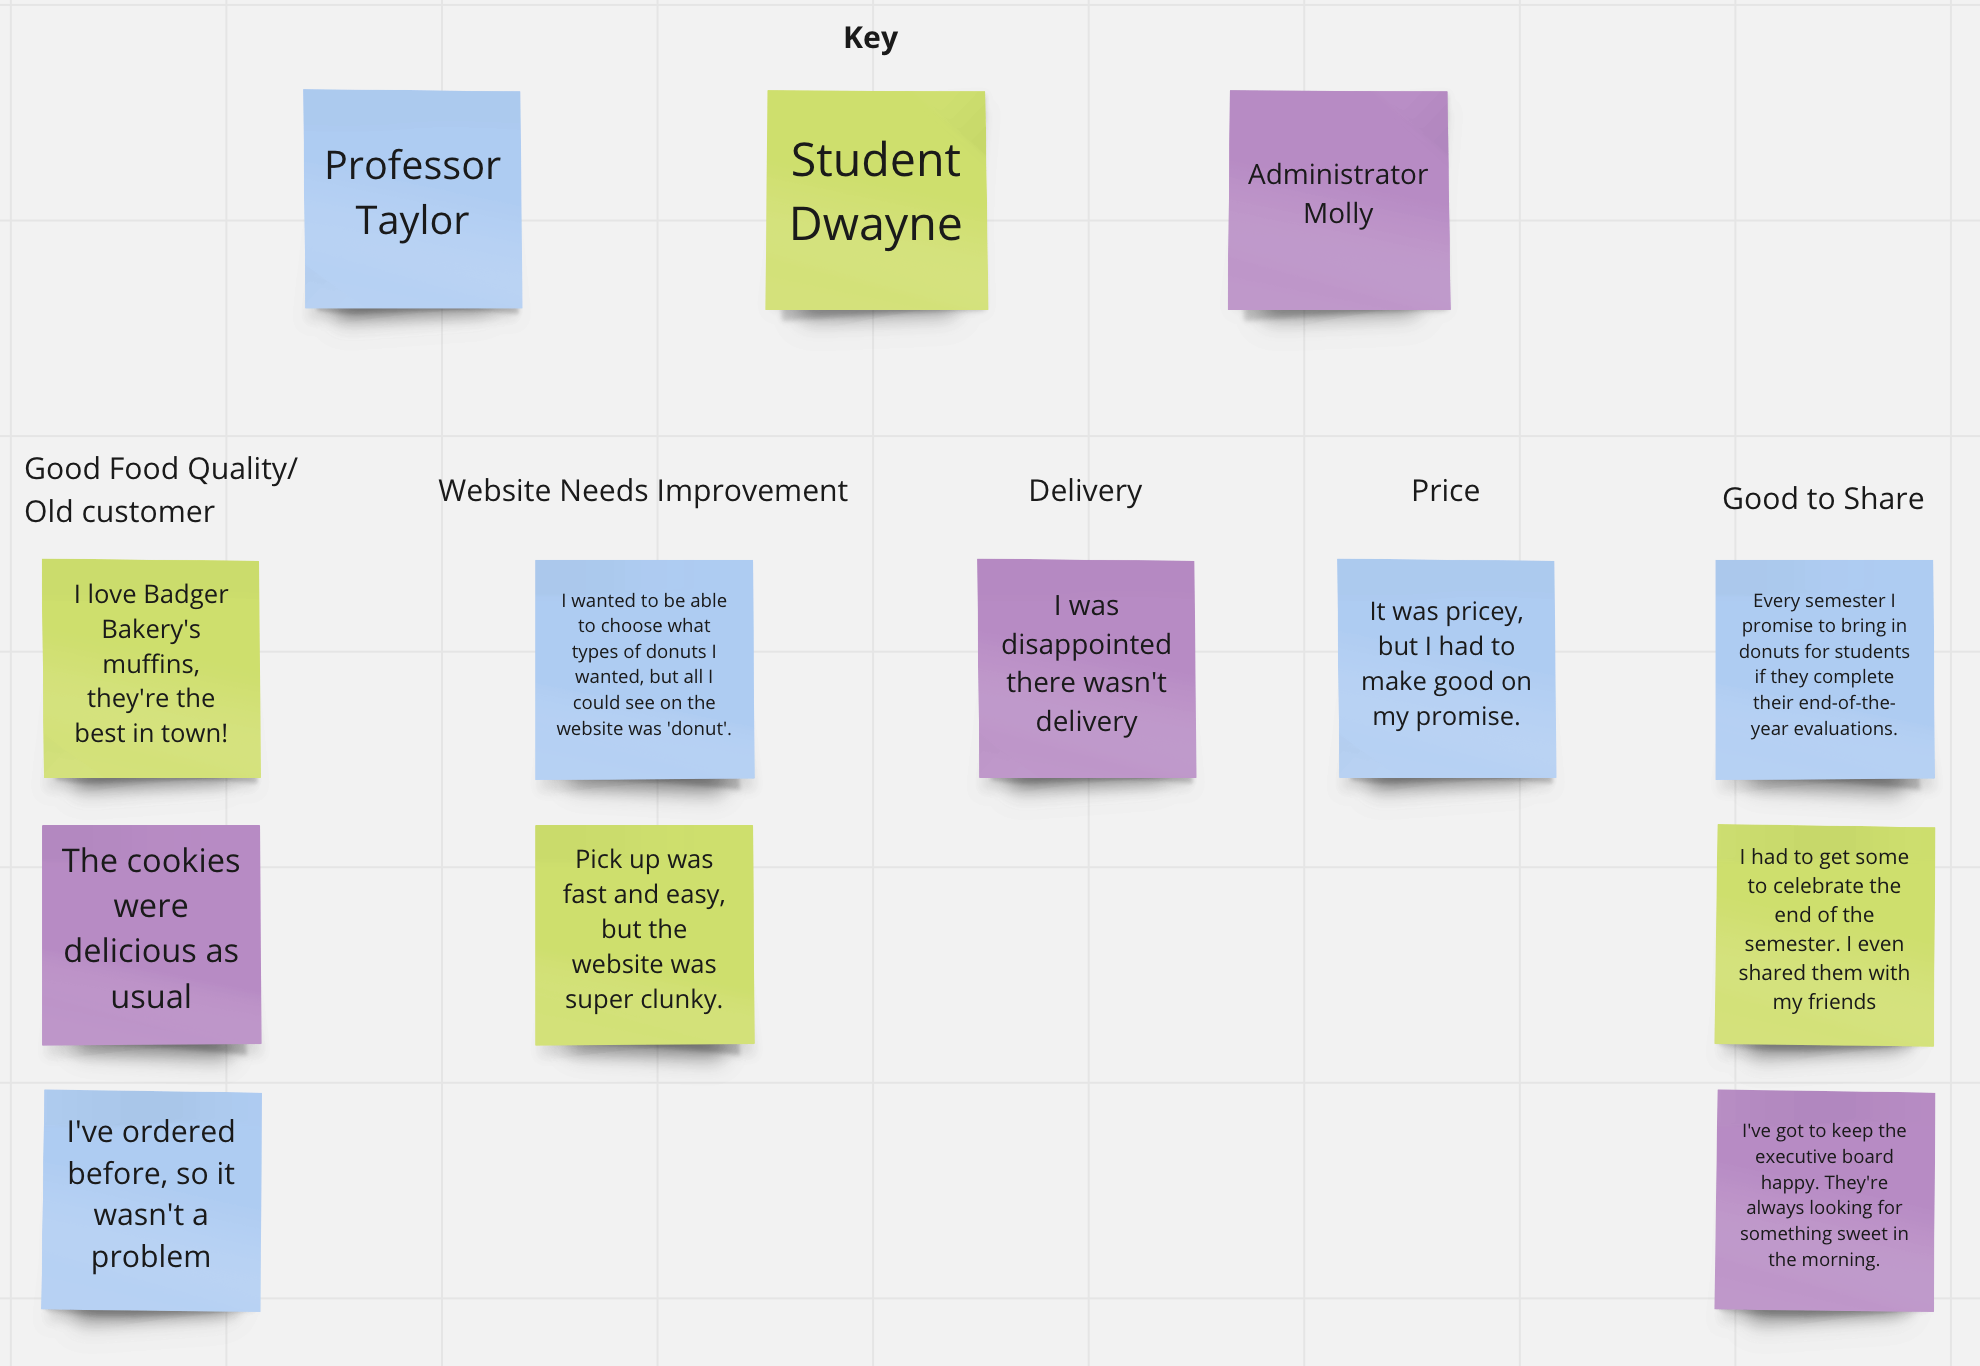 Key
Professor
Taylor
Student
Dwayne
Administrator
Molly
Good Food Quality/
Old customer
Website Needs Improvement
Delivery
Price
Good to Share
I love Badger
Bakery's
muffins,
they're the
best in town!
The cookies
were
delicious as
usual
I've ordered
before, so it
wasn't a
problem
I wanted to be able
to choose what
types of donuts I
wanted, but all I
could see on the
website was 'donut'.
Pick up was
fast and easy,
but the
website was
super clunky.
I was
disappointed
there wasn't
delivery
It was pricey,
but I had to
make good on
my promise.
Every semester I
promise to bring in
donuts for students
if they complete
their end-of-the-
year evaluations.
I had to get some
to celebrate the
end of the
semester. I even
shared them with
my friends
I've got to keep the
executive board
happy. They're
always looking for
something sweet in
the morning.